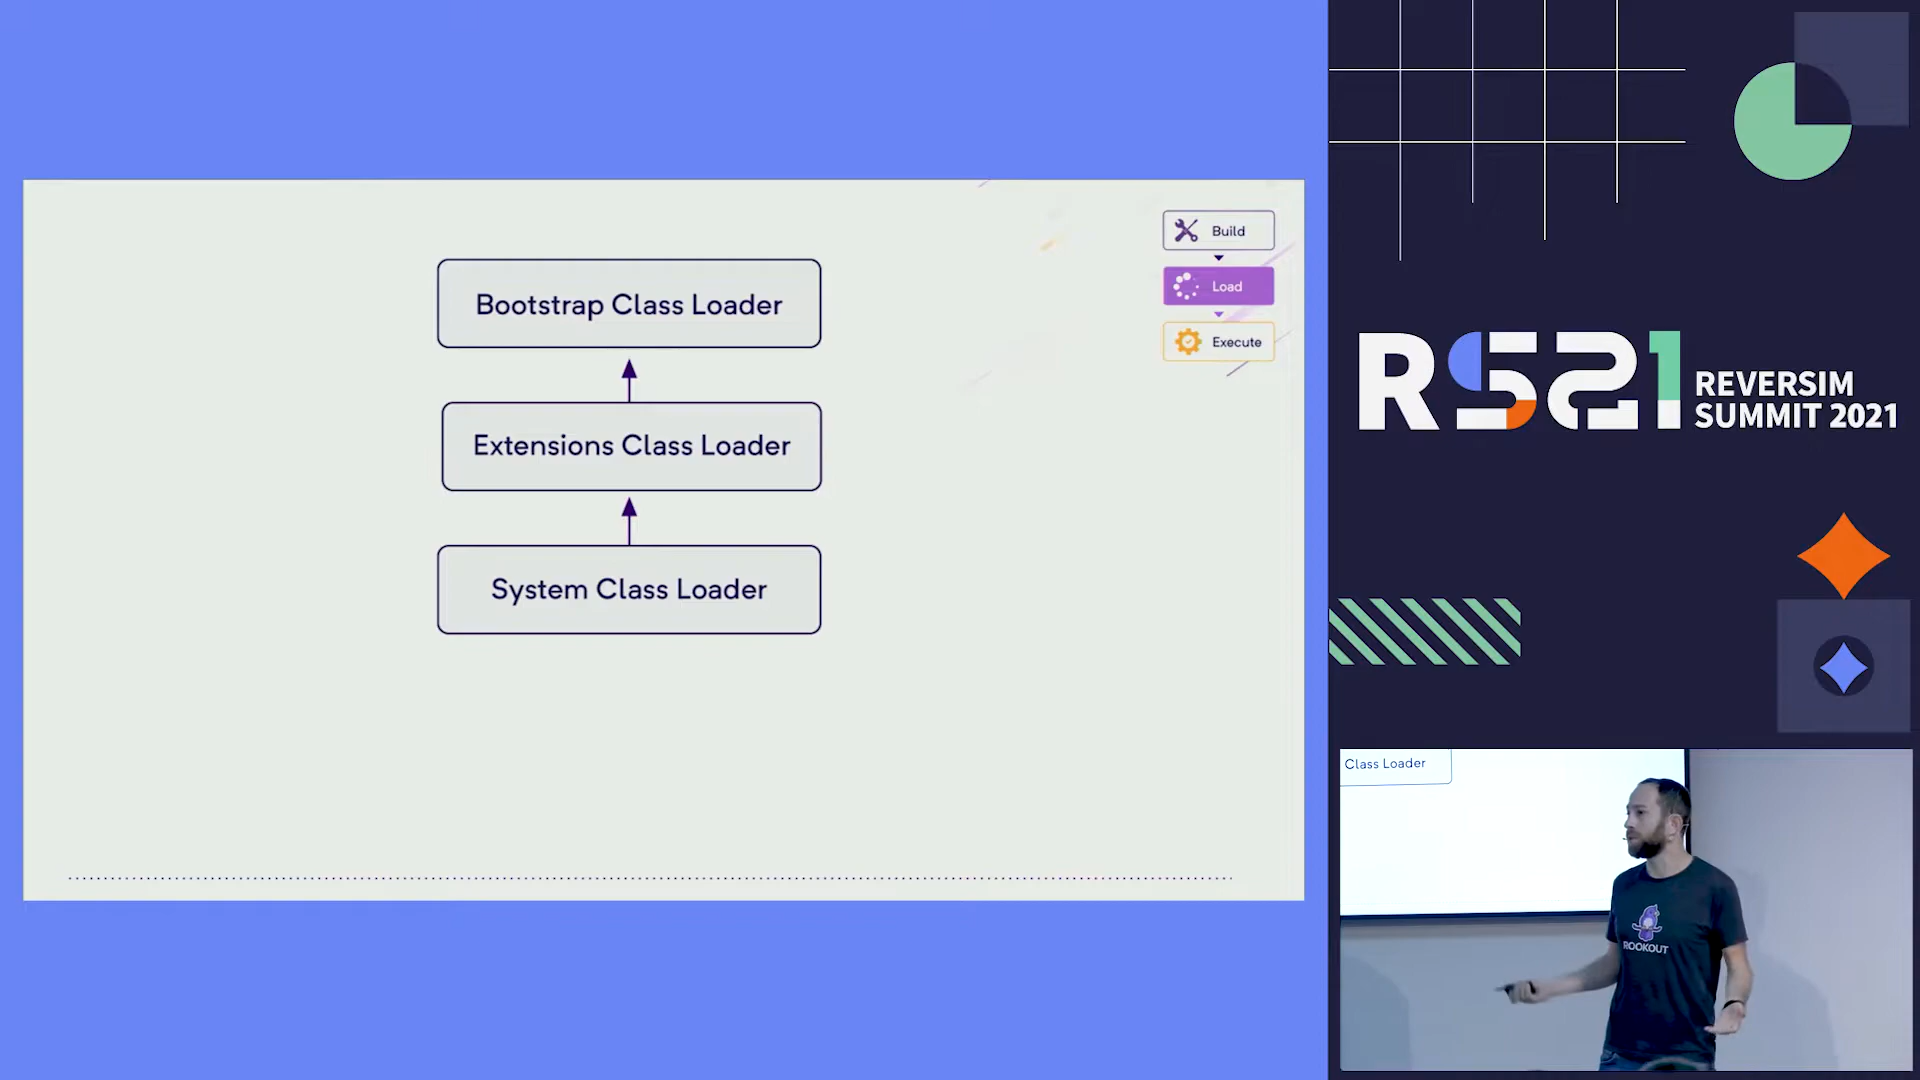 Bootstrap Class Loader
Extensions Class Loader
System Class Loader
Build
Load
Execute
RS21
REVERSIM
SUMMIT 2021
Class Loader
ROOKOUT